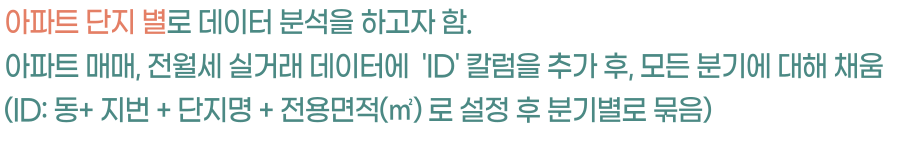 아파트 단지 별로 데이터 분석을 하고자 함.
아파트 매매, 전월세 실거래 데이터에 'ID' 칼럼을 추가 후, 모든 분기에 대해 채움
(ID: 동+ 지번 + 단지명 + 전용면적(㎡) 로 설정 후 분기별로 묶음)